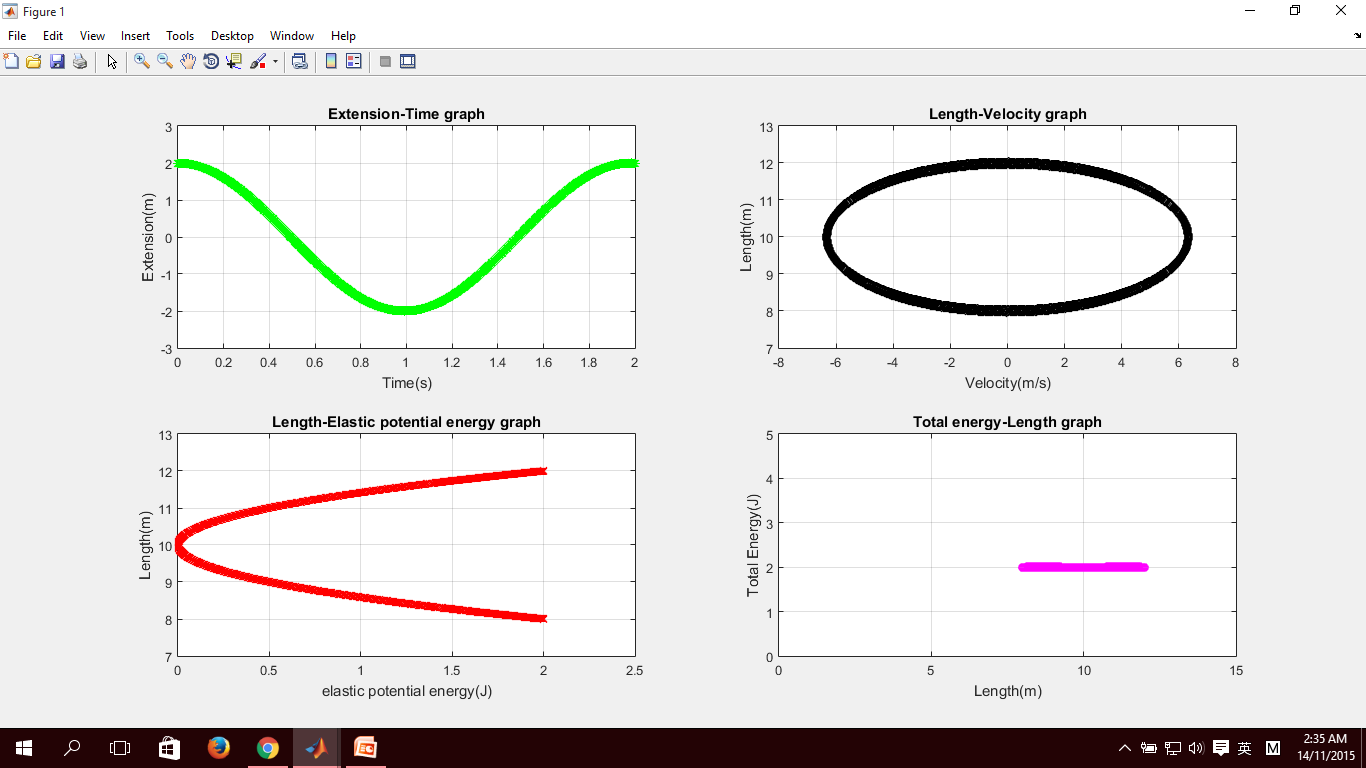 Figure 1
File Edit View Insert Tools Desktop Window Help
Extension-Time graph
3
2
1
0
-1
-2
-3
Extension(m)
0 0.2 0.4 0.6 0.8 1 1.2 1.4 1.6 1.8 2
Time(s)
Length-Velocity graph
13
12
11
10
9
8
7
Length(m)
-8 -6 -4 -2 0 2 4 6 8
Velocity(m/s)
Length-Elastic potential energy graph
13
12
11
10
9
8
7
Length(m)
0 0.5 1 1.5 2 2.5
elastic potential energy(J)
Total energy-Length graph
5
4
3
2
1
0
Total Energy(J)
0 5 10 15
Length(m)
英 M
2:35 AM
14/11/2015